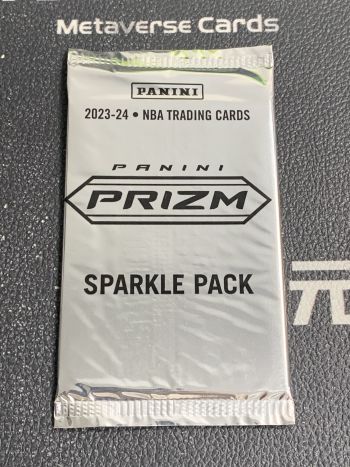 Metaverse Cards
PANINI
2023-24 • NBA TRADING CARDS
PANINI
PRIZM
SPARKLE PACK